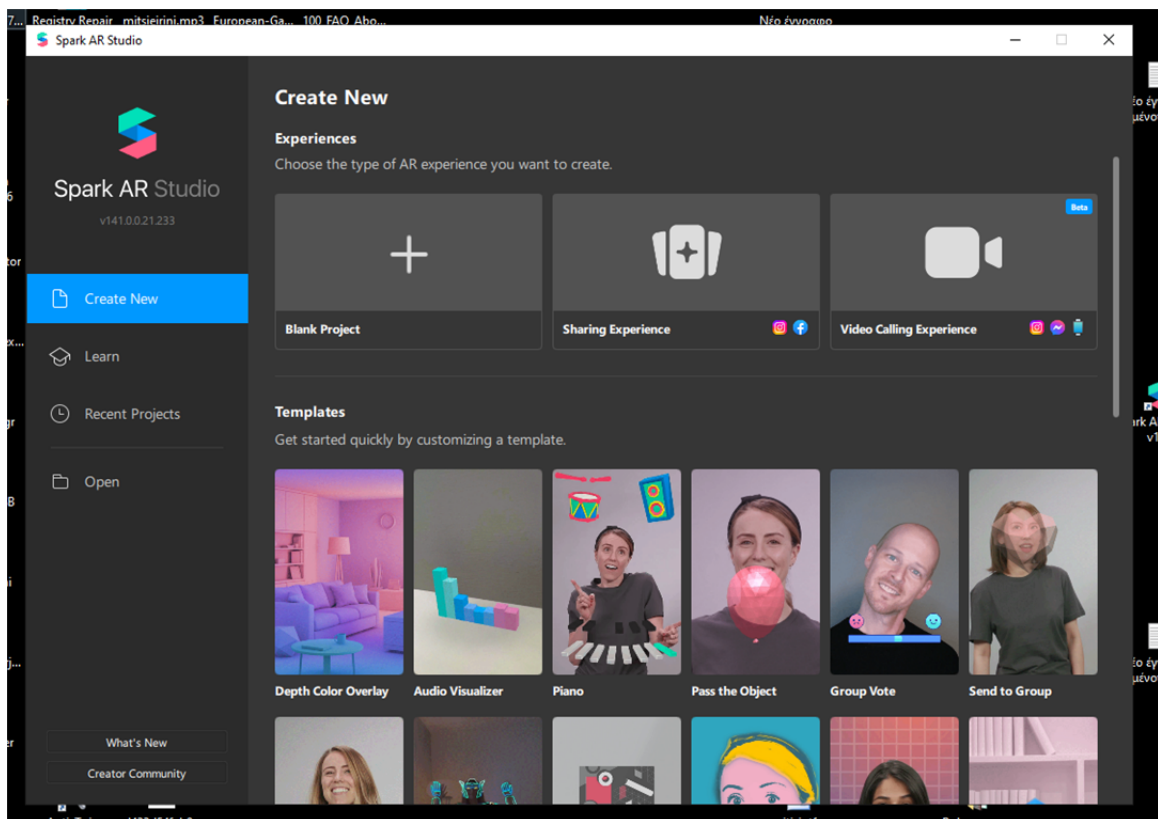 Registry Repair mitsieirini.mp3 European-Ga... 100 FAQ Abo...
Νέο έγγραφο
Spark AR Studio
Spark AR Studio
v141.0.0.21.233
Create New
Learn
Recent Projects
Open
What's New
Creator Community
Create New
Experiences
Choose the type of AR experience you want to create.
Beta
Blank Project
Sharing Experience
Video Calling Experience
Templates
Get started quickly by customizing a template.
Depth Color Overlay
Audio Visualizer
Piano
Pass the Object
Group Vote
Send to Group